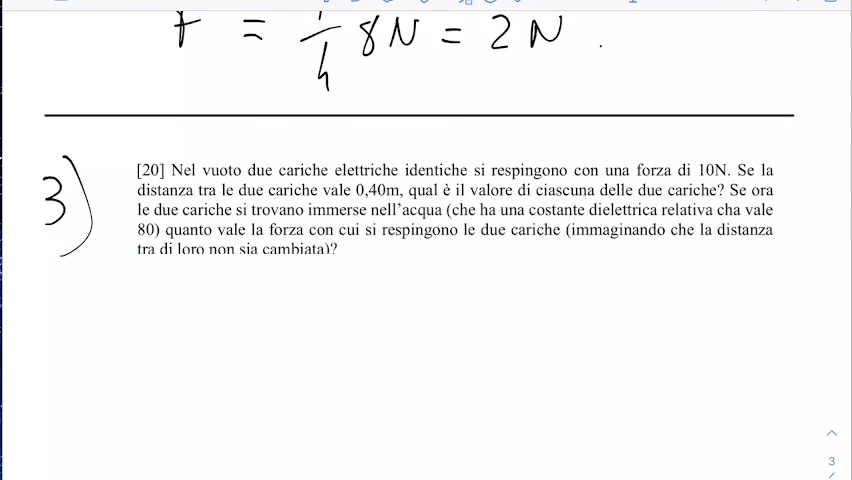 F = 1/4 8N = 2N .
3)
[20] Nel vuoto due cariche elettriche identiche si respingono con una forza di 10N. Se la
distanza tra le due cariche vale 0,40m, qual è il valore di ciascuna delle due cariche? Se ora
le due cariche si trovano immerse nell'acqua (che ha una costante dielettrica relativa cha vale
80) quanto vale la forza con cui si respingono le due cariche (immaginando che la distanza
tra di loro non sia cambiata)?
3